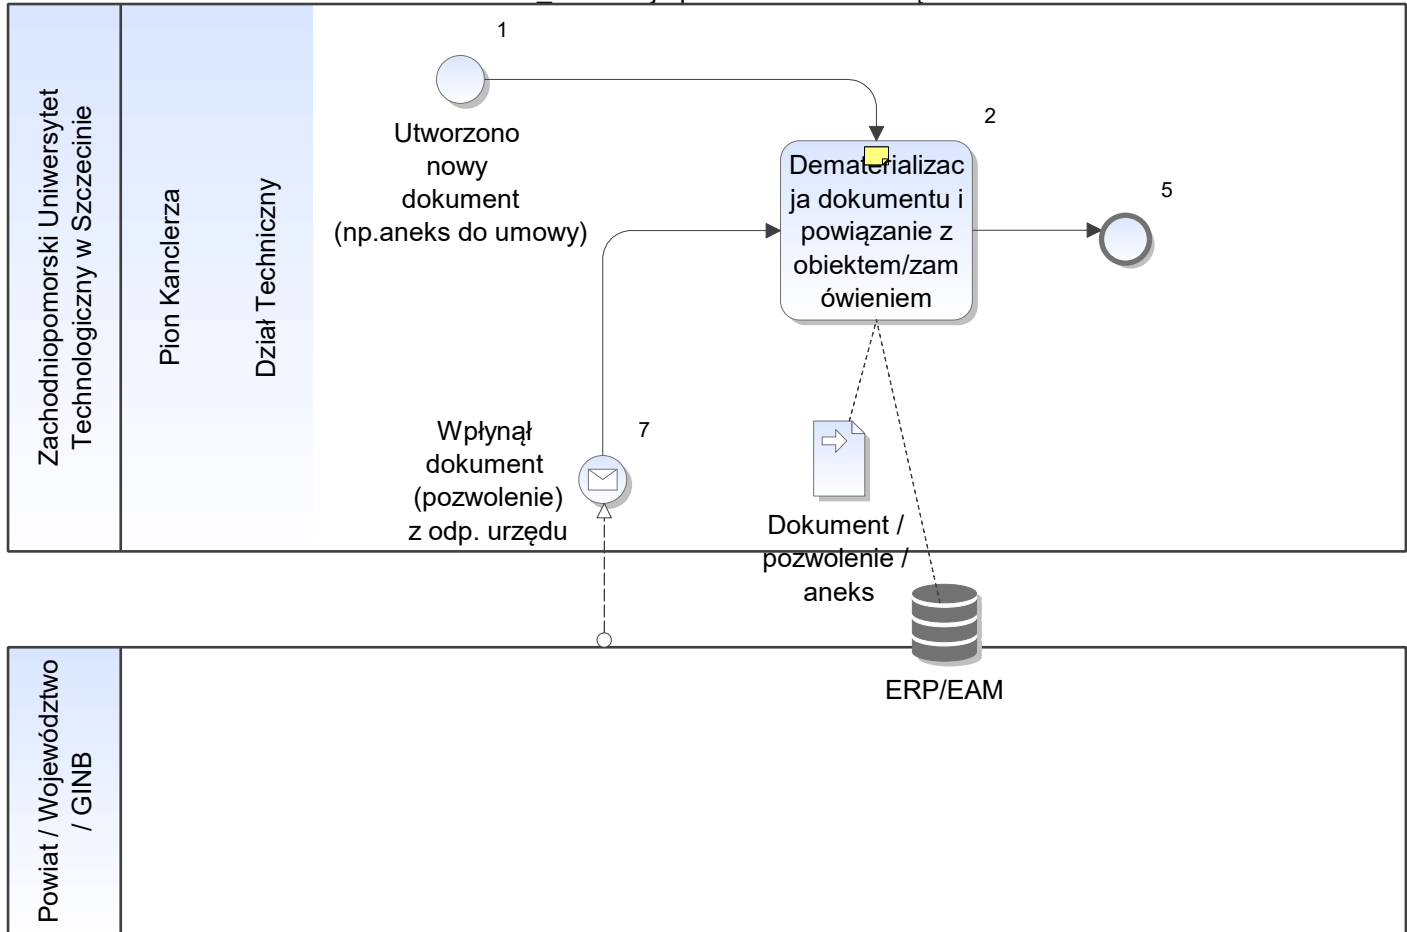 1
Utworzono
nowy
dokument
(np.aneks do umowy)
2
Dematerializac
ja dokumentu i
powiązanie z
obiektem/zam
ówieniem
5
Zachodniopomorski Uniwersytet
Technologiczny w Szczecinie
Pion Kanclerza
Dział Techniczny
7
Wpłynął
dokument
(pozwolenie)
z odp. urzędu
Dokument /
pozwolenie /
aneks
ERP/EAM
Powiat / Województwo
/ GINB